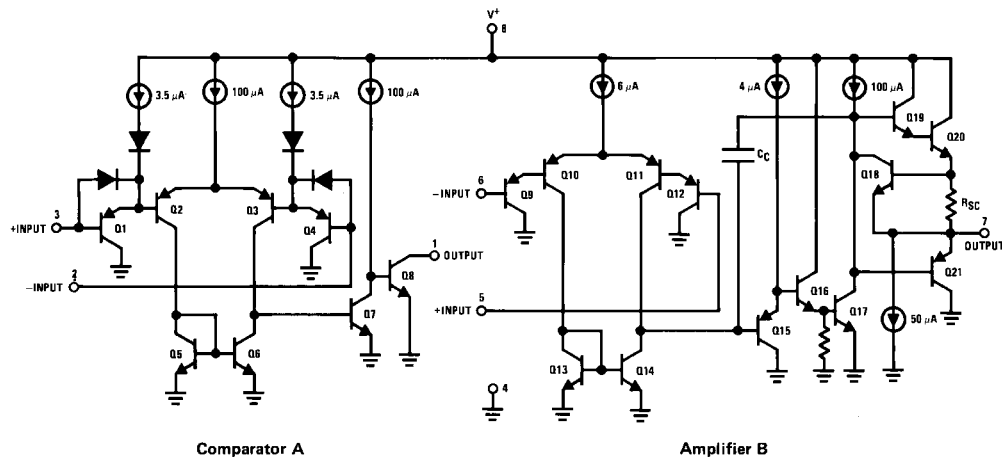 V+
8
3.5 μA
100 μA
3.5 μA
100 μA
6 μA
4 μA
100 μA
Q19
Q20
CC
Q18
RSC
3
+INPUT
Q1
Q2
Q3
Q4
6
−INPUT
Q9
Q10
Q11
Q12
7
OUTPUT
1
OUTPUT
Q8
2
−INPUT
Q7
5
+INPUT
Q16
Q17
Q15
Q21
50 μA
Q5
Q6
Q13
Q14
4
Comparator A
Amplifier B